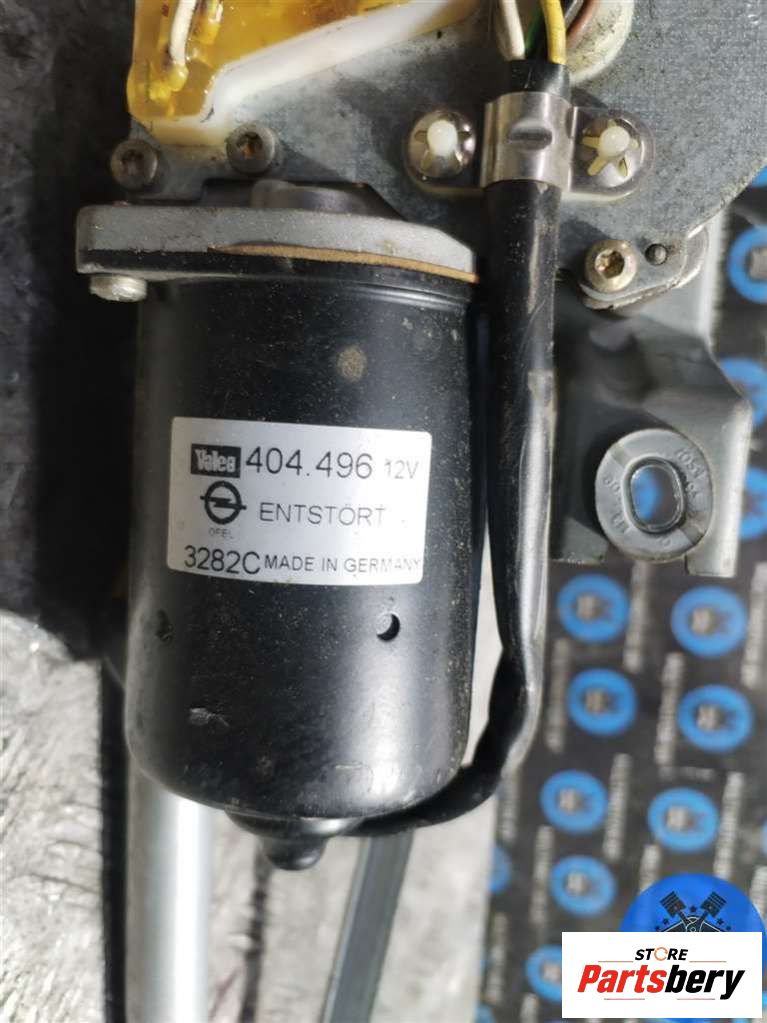 Valeo 404.496 12V
OPEL ENTSTÖRT
3282C MADE IN GERMANY
STORE
Partsbery